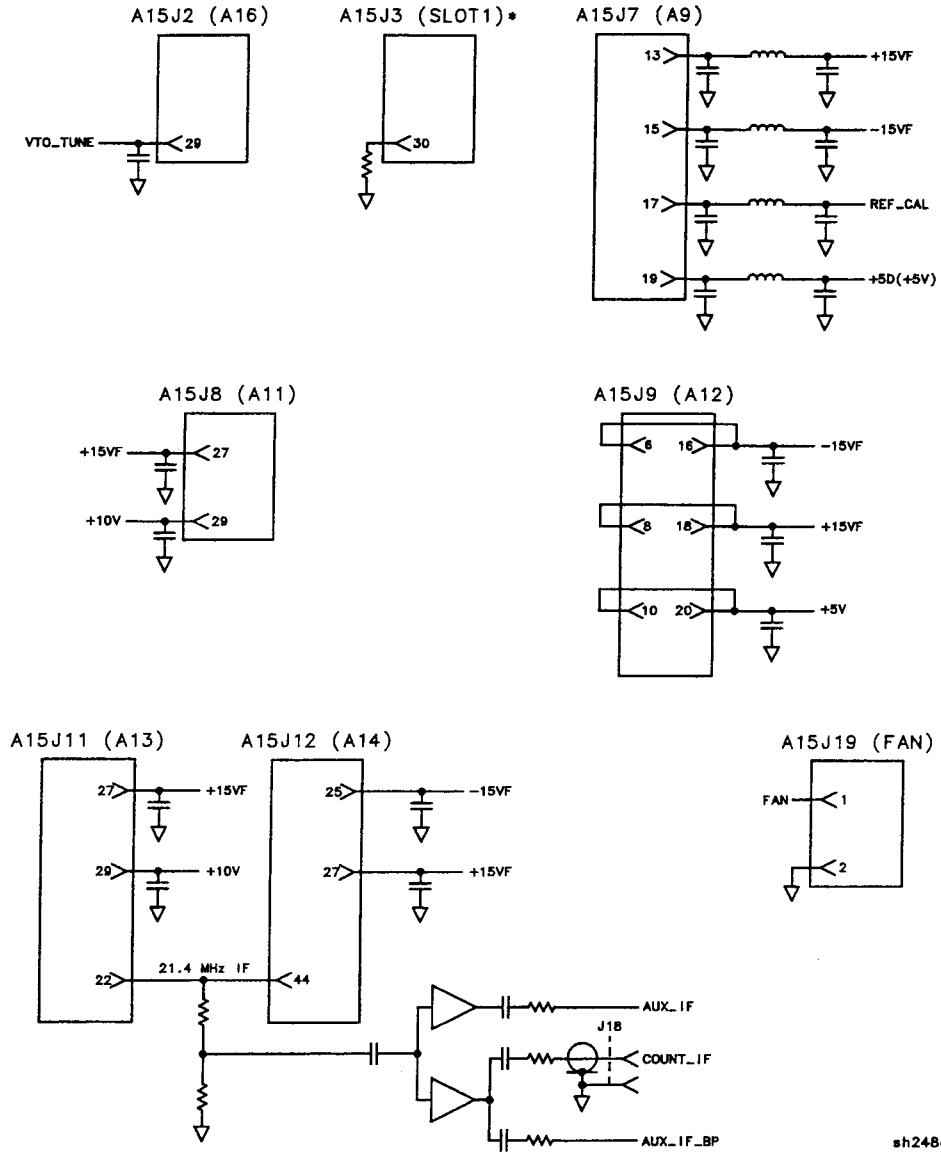 A15J2 (A16)
A15J3 (SLOT1)*
A15J7 (A9)
VTO_TUNE
29
30
13
+15VF
15
-15VF
17
REF_CAL
19
+5D(+5V)
A15J8 (A11)
A15J9 (A12)
+15VF
27
+10V
29
6
16
-15VF
8
18
+15VF
10
20
+5V
A15J11 (A13)
A15J12 (A14)
A15J19 (FAN)
27
+15VF
25
-15VF
FAN
1
29
+10V
27
+15VF
2
22
21.4 MHz IF
44
AUX_IF
J18
COUNT_IF
AUX_IF_BP